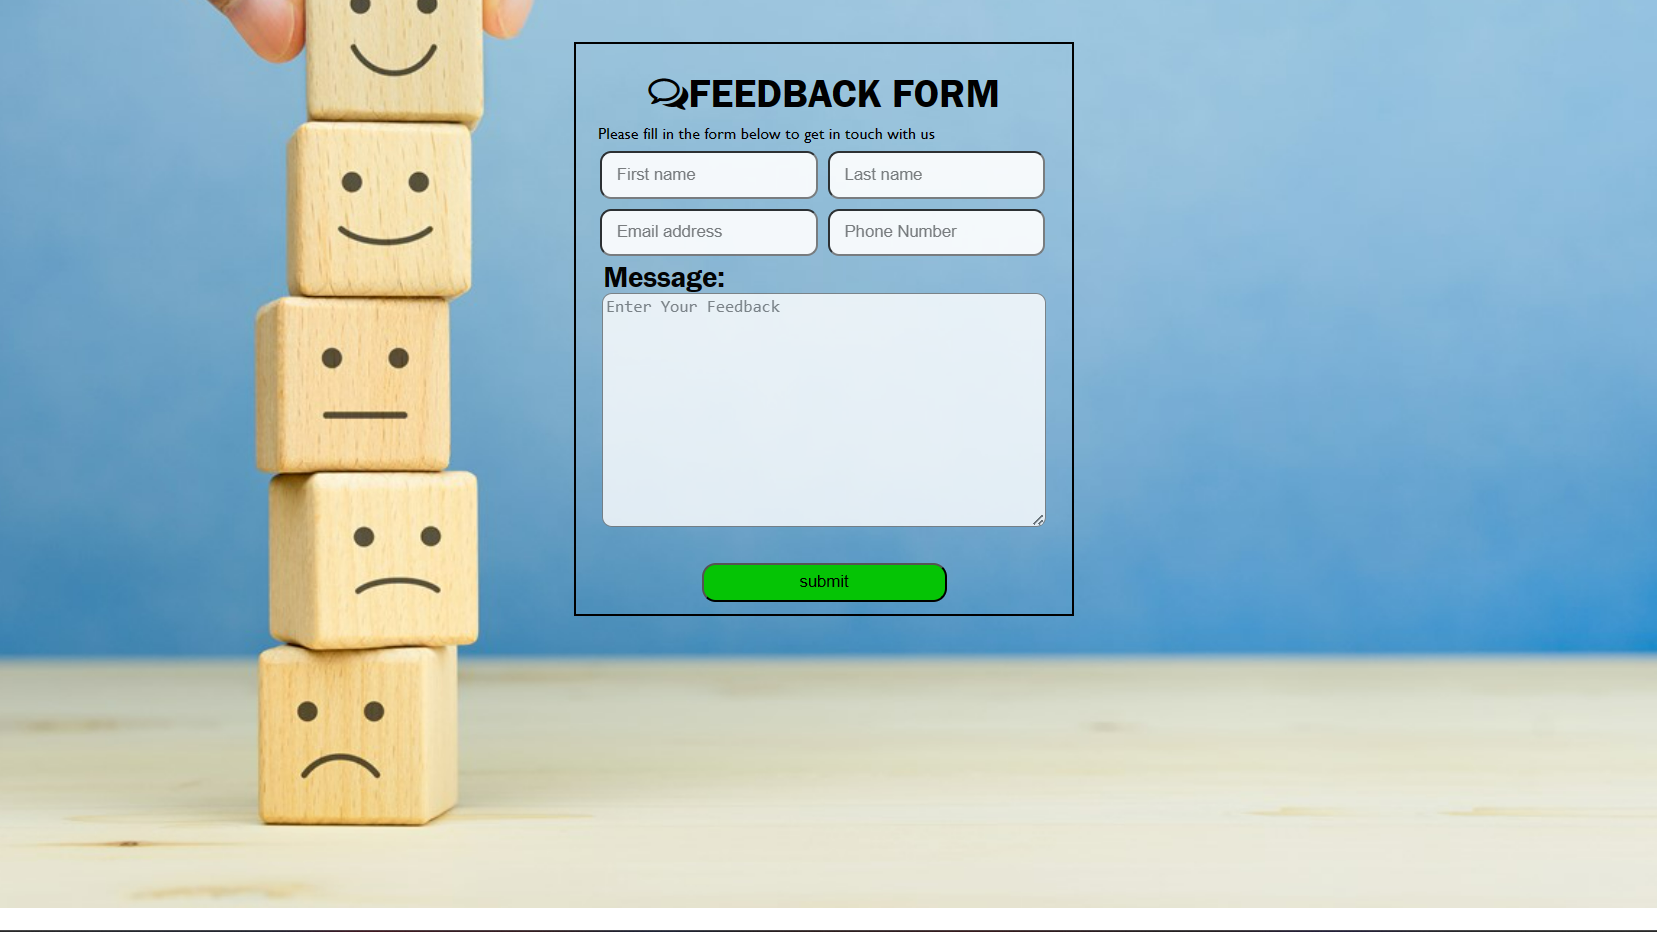 FEEDBACK FORM
Please fill in the form below to get in touch with us
First name Last name
Email address Phone Number
Message:
Enter Your Feedback
submit